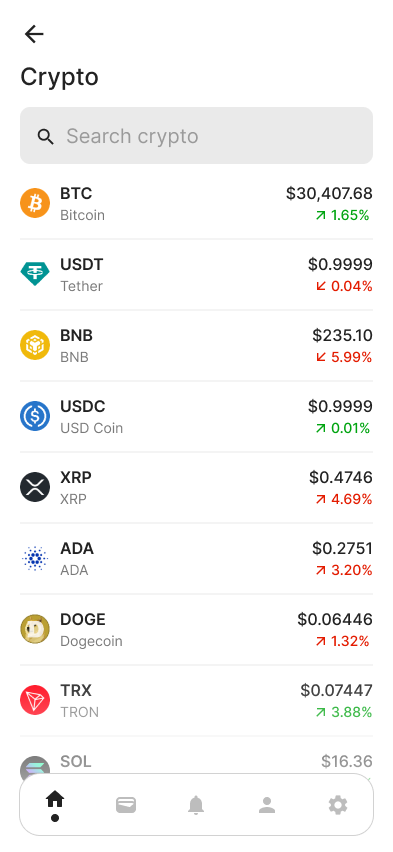 Crypto
Search crypto
BTC $30,407.68
Bitcoin 1.65%
USDT $0.9999
Tether 0.04%
BNB $235.10
BNB 5.99%
USDC $0.9999
USD Coin 0.01%
XRP $0.4746
XRP 4.69%
ADA $0.2751
ADA 3.20%
DOGE $0.06446
Dogecoin 1.32%
TRX $0.07447
TRON 3.88%
SOL $16.36